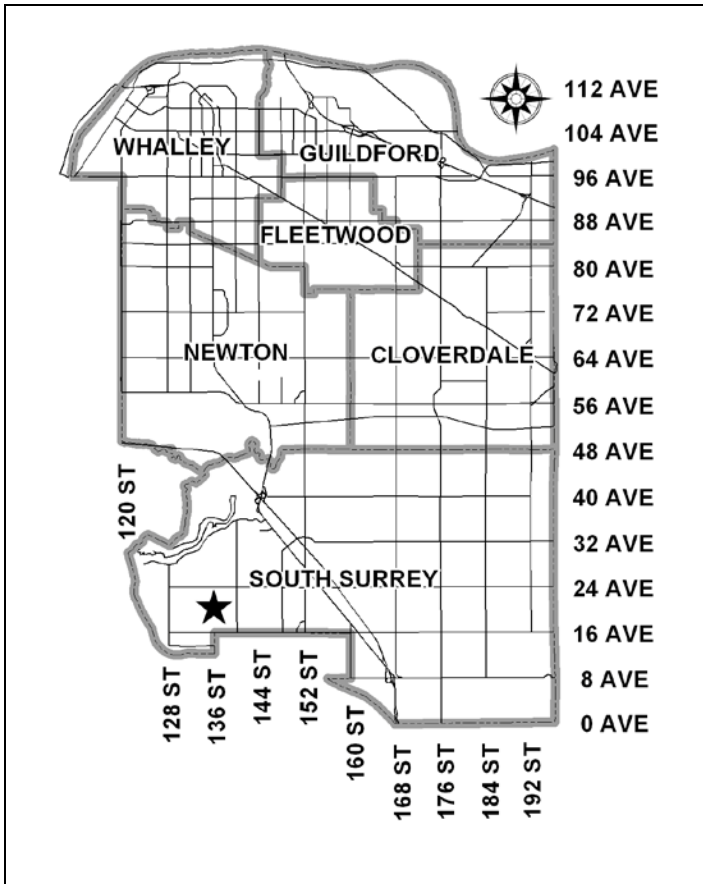 112 AVE
104 AVE
WHALLEY
GUILDFORD
96 AVE
88 AVE
FLEETWOOD
80 AVE
72 AVE
NEWTON
CLOVERDALE
64 AVE
56 AVE
48 AVE
120 ST
40 AVE
32 AVE
SOUTH SURREY
24 AVE
16 AVE
8 AVE
0 AVE
128 ST
136 ST
144 ST
152 ST
160 ST
168 ST
176 ST
184 ST
192 ST